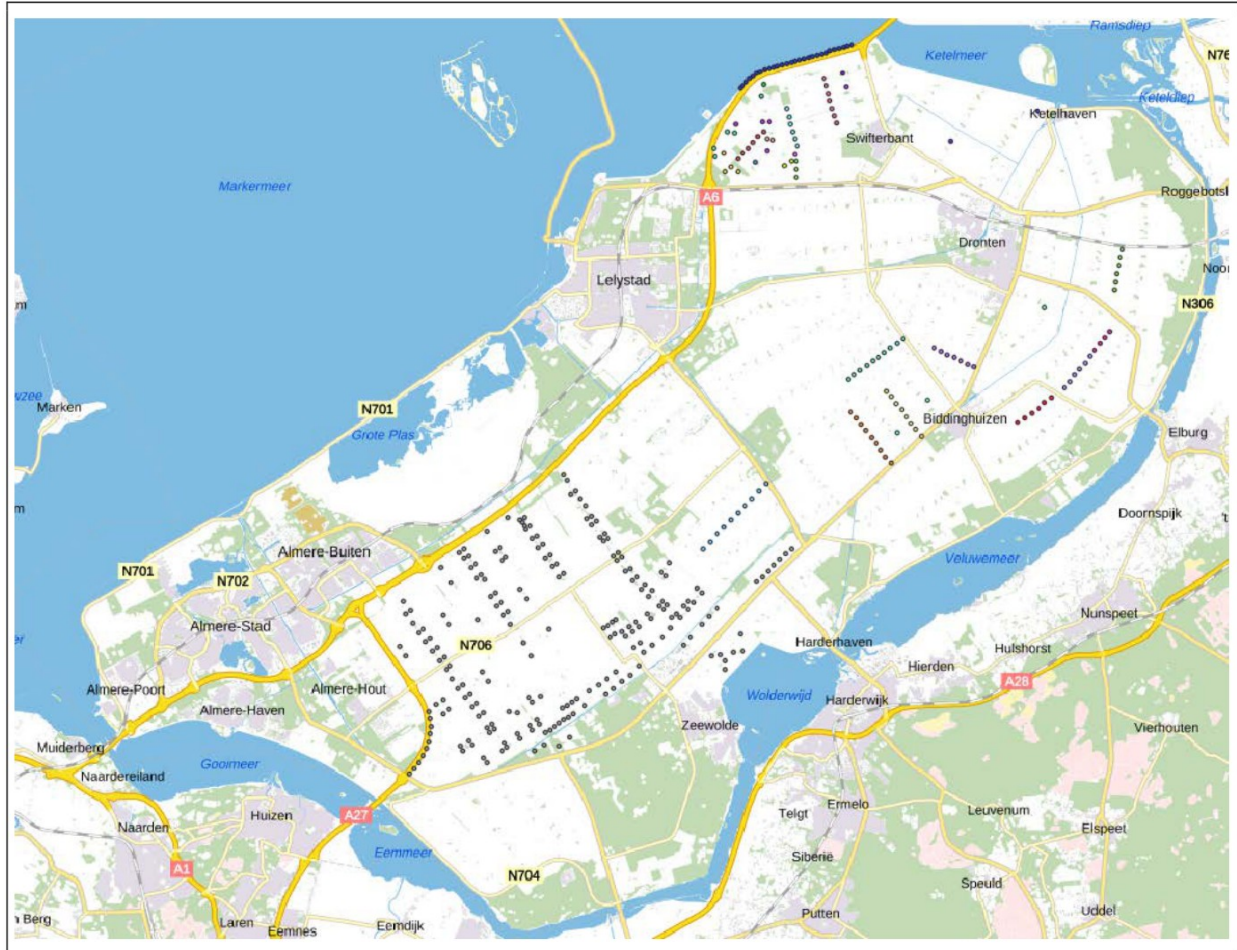 Ramsdiep
Ketelmeer
N76
Keteldiep
Ketelhaven
Swifterbant
Markermeer
Roggebotsl
A6
Dronten
Noor
Lelystad
N306
N701
Marken
Grote Plas
Biddinghuizen
Elburg
Doornspijk
Almere-Buiten
N701
N702
Veluwemeer
Nunspeet
Almere-Stad
N706
Harderhaven
Hulshorst
Hierden
A28
Almere-Poort
Almere-Hout
Wolderwijd
Harderwijk
Almere-Haven
Zeewolde
Vierhouten
Muiderberg
Gooimeer
Naardereiland
Telgt
Ermelo
Leuvenum
Huizen
A27
Naarden
Elspeet
Eemmeer
Siberie
A1
N704
Speuld
Putten
Uddel
n Berg
Laren
Eemnes
Eemdijk